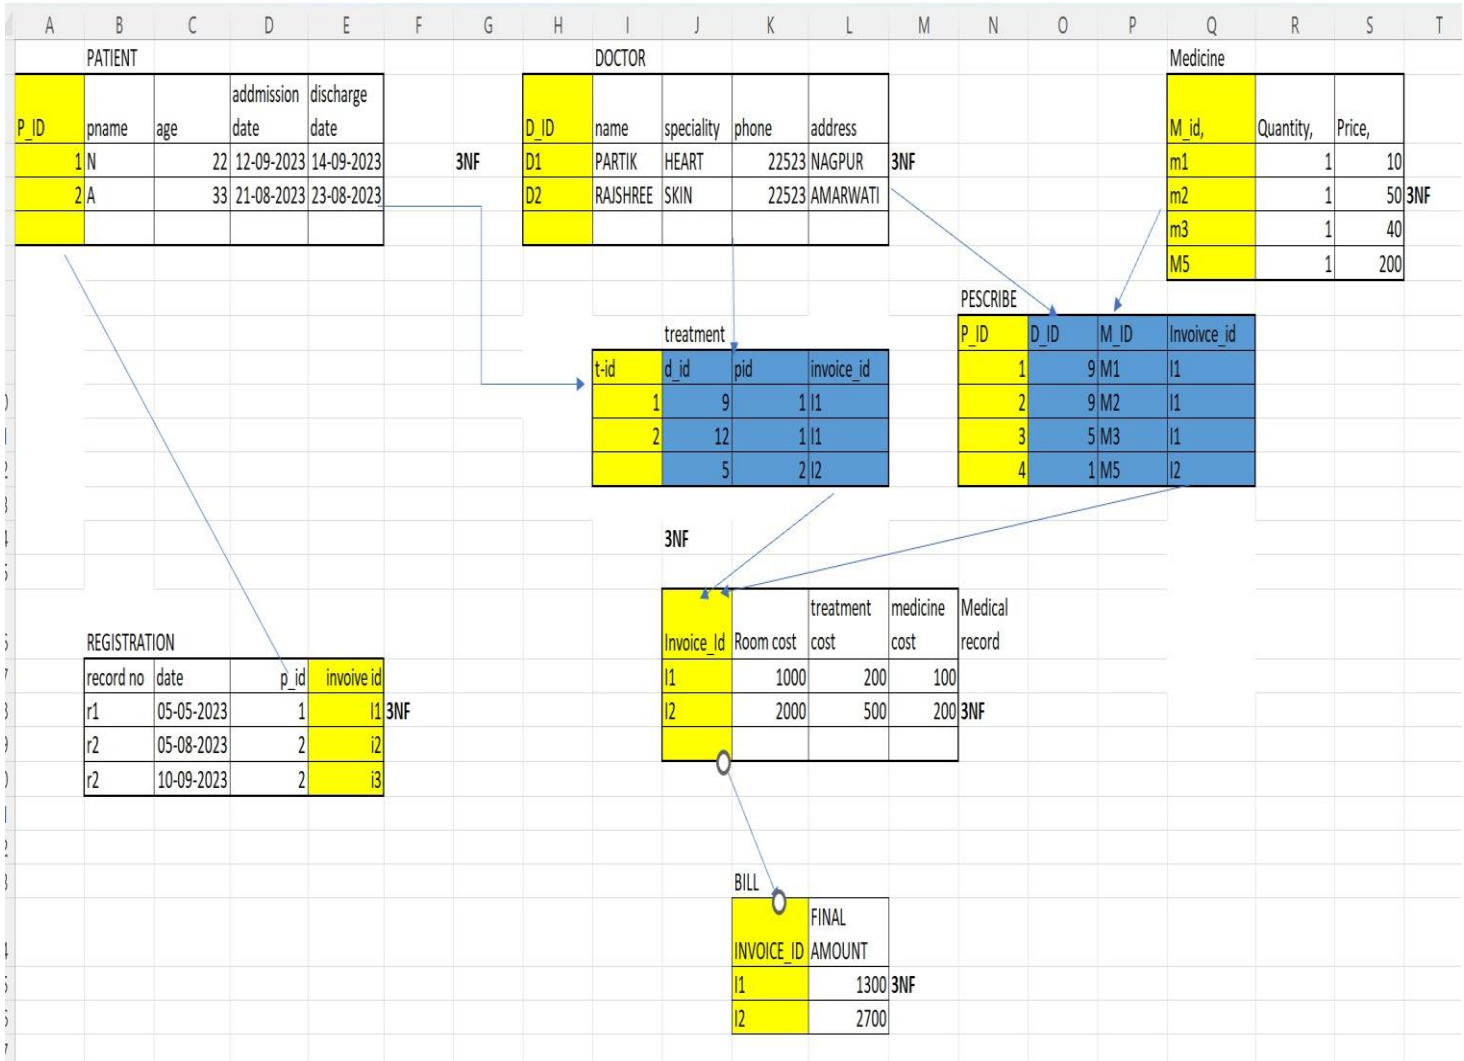 A B C D E F G H I J K L M N O P Q R S T
PATIENT DOCTOR Medicine
addmission discharge
P_ID pname age date date D_ID name speciality phone address M_id, Quantity, Price,
1 N 22 12-09-2023 14-09-2023 3NF D1 PARTIK HEART 22523 NAGPUR 3NF m1 1 10
2 A 33 21-08-2023 23-08-2023 D2 RAJSHREE SKIN 22523 AMARWATI m2 1 50 3NF
m3 1 40
M5 1 200
PESCRIBE
treatment P_ID D_ID M_ID Invoivce_id
t-id d_id pid invoice_id 1 9 M1 I1
1 9 1 I1 2 9 M2 I1
2 12 1 I1 3 5 M3 I1
5 2 I2 4 1 M5 I2
3NF
treatment medicine Medical
REGISTRATION Invoice_Id Room cost cost cost record
record no date p_id invoive id I1 1000 200 100
r1 05-05-2023 1 I1 3NF I2 2000 500 200 3NF
r2 05-08-2023 2 i2
r2 10-09-2023 2 i3
BILL
FINAL
INVOICE_ID AMOUNT
I1 1300 3NF
I2 2700